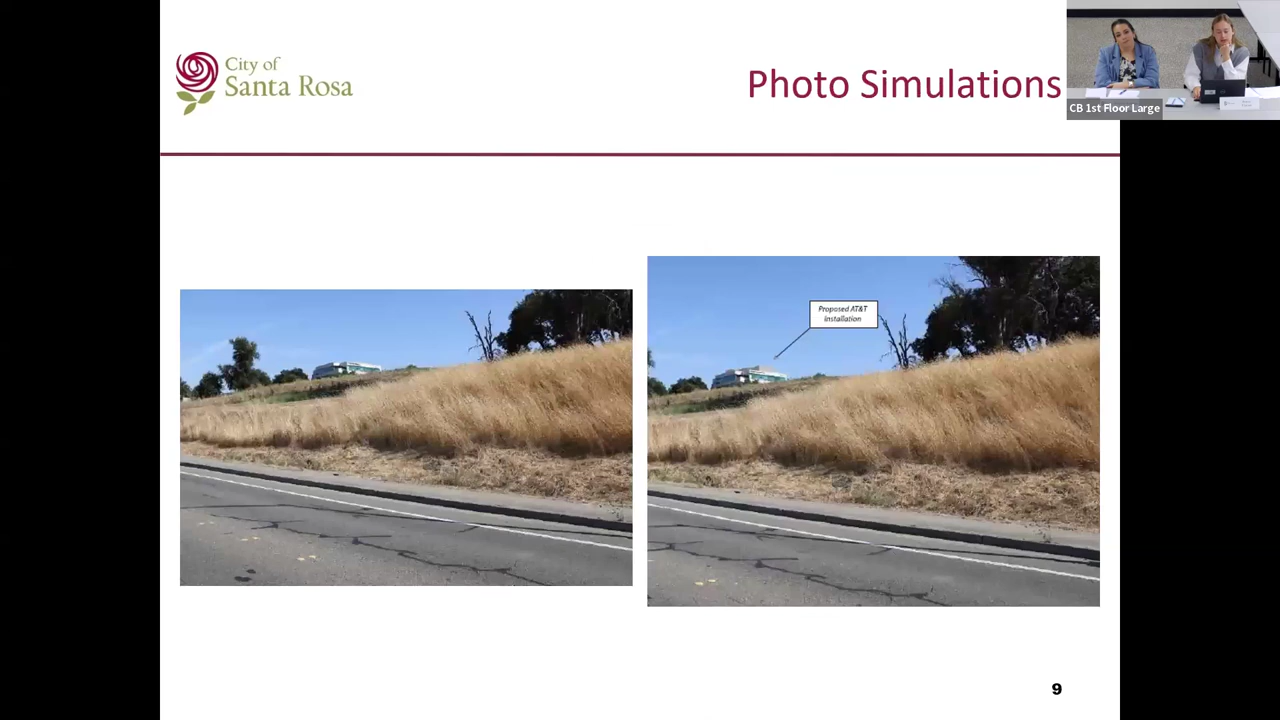 City of
Santa Rosa
Photo Simulations
CB 1st Floor Large
Proposed AT&T
Installation
9